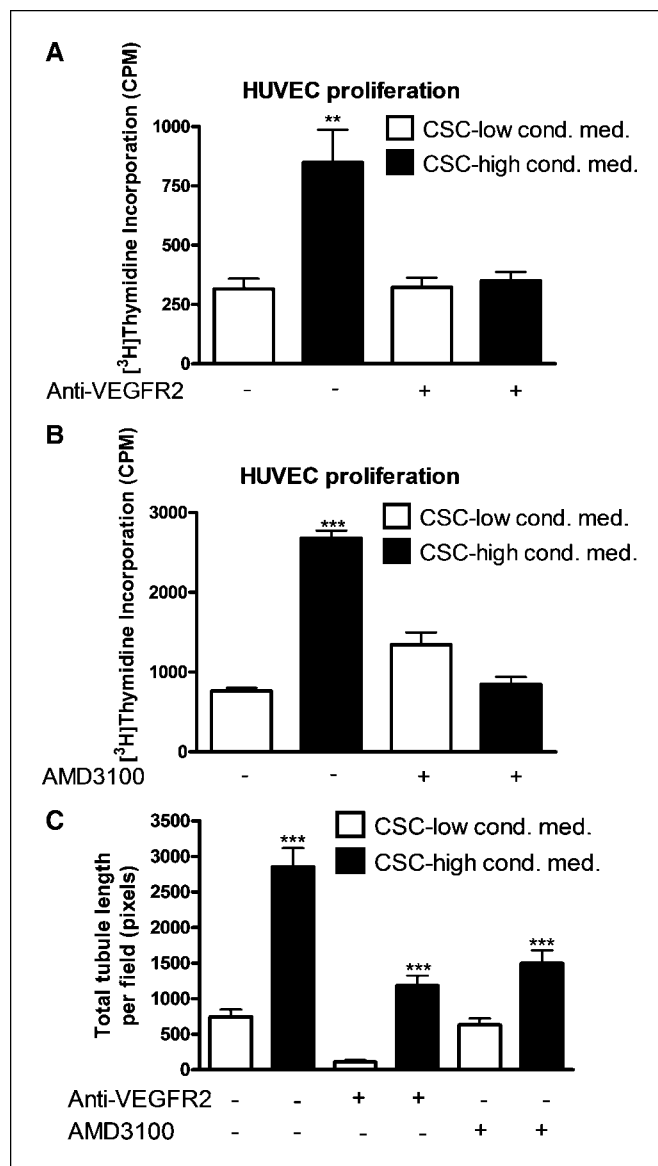 A
HUVEC proliferation
[³H]Thymidine Incorporation (CPM)
1000
750
500
250
0
**
CSC-low cond. med.
CSC-high cond. med.
Anti-VEGFR2 - - + +
B
HUVEC proliferation
[³H]Thymidine Incorporation (CPM)
3000
2000
1000
0
***
CSC-low cond. med.
CSC-high cond. med.
AMD3100 - - + +
C
Total tubule length
per field (pixels)
3500
3000
2500
2000
1500
1000
500
0
***
***
***
CSC-low cond. med.
CSC-high cond. med.
Anti-VEGFR2 - - + + - -
AMD3100 - - - - + +